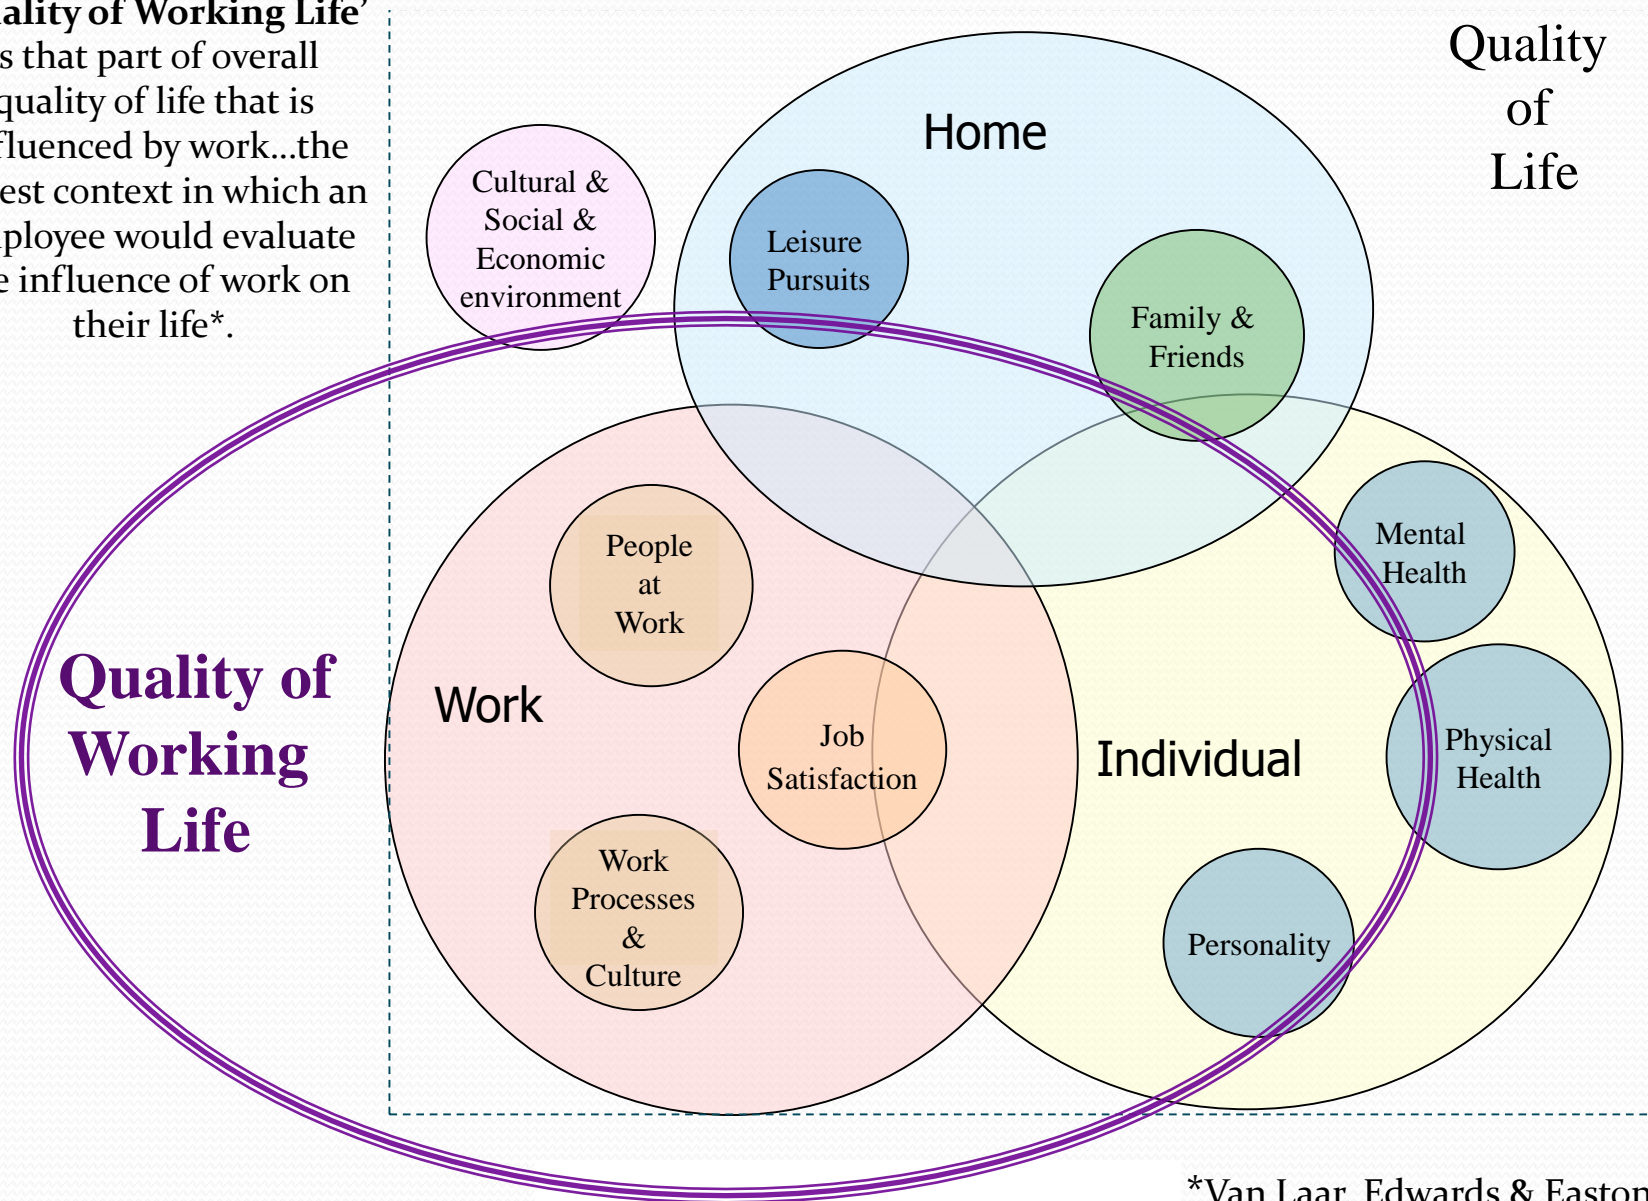 ality of Working Life'
s that part of overall
quality of life that is
fluenced by work...the
est context in which an
ployee would evaluate
e influence of work on
their life*.
Quality
of
Life
Home
Cultural &
Social &
Economic
environment
Leisure
Pursuits
Family &
Friends
People
at
Work
Mental
Health
Quality of
Working
Life
Work
Job
Satisfaction
Individual
Physical
Health
Work
Processes
&
Culture
Personality
*Van Laar, Edwards & Easton